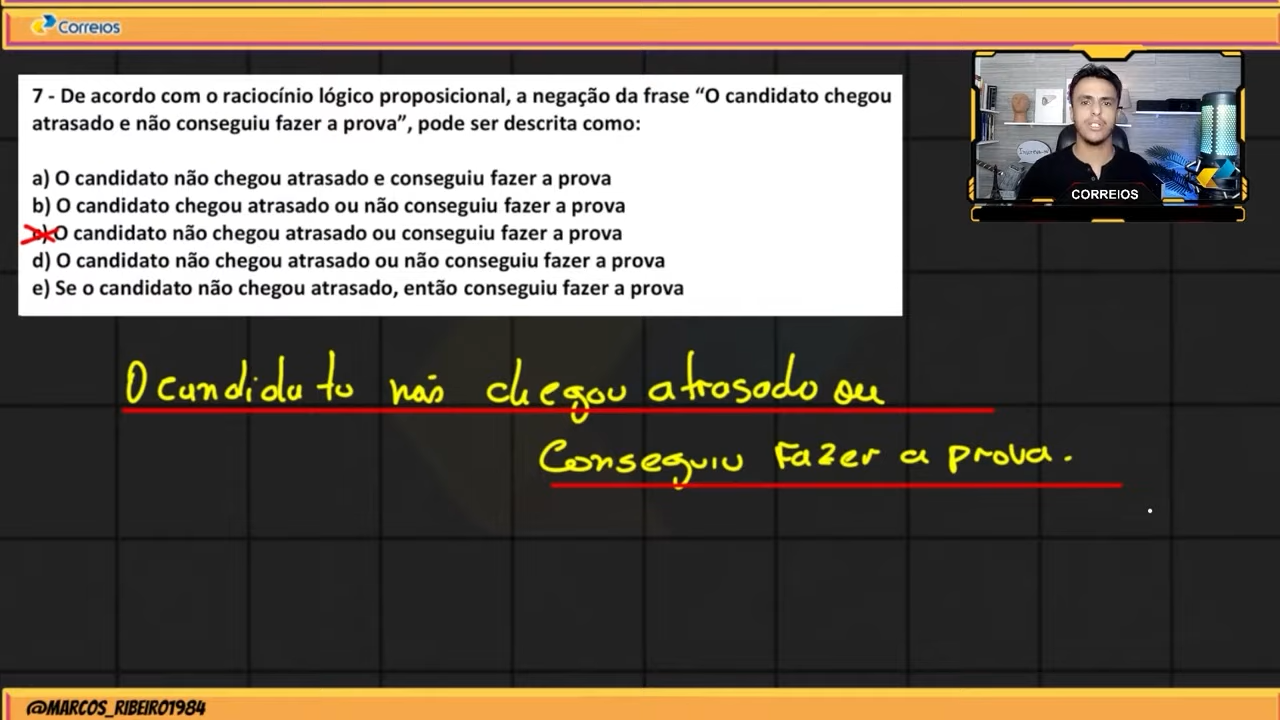 Correios
7 - De acordo com o raciocínio lógico proposicional, a negação da frase “O candidato chegou
atrasado e não conseguiu fazer a prova”, pode ser descrita como:
a) O candidato não chegou atrasado e conseguiu fazer a prova
b) O candidato chegou atrasado ou não conseguiu fazer a prova
c) O candidato não chegou atrasado ou conseguiu fazer a prova
d) O candidato não chegou atrasado ou não conseguiu fazer a prova
e) Se o candidato não chegou atrasado, então conseguiu fazer a prova
CORREIOS
O candidato não chegou atrasado ou
Conseguiu Fazer a prova.
@MARCOS_RIBEIRO1984